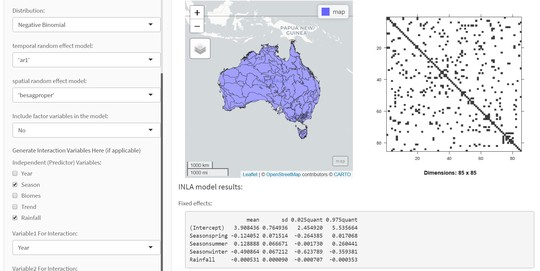 Distribution:
Negative Binomial
temporal random effect model:
'ar1'
spatial random effect model:
'besagproper'
Include factor variables in the model:
No
Generate Interaction Variables Here (if applicable)
Independent (Predictor) Variables:
Year
Season
Biomes
Trend
Rainfall
Variable1 For Interaction:
Year
Variable2 For Interaction:
+
−
map
PAPUA NEW
GUINEA
1000 km
1000 mi
map
Leaflet | © OpenStreetMap contributors © CARTO
20
40
60
80
20
40
60
80
Dimensions: 85 x 85
INLA model results:
Fixed effects:
mean sd 0.025quant 0.975quant
(Intercept) 3.908436 0.764936 2.454920 5.535664
Seasonspring -0.124052 0.071514 -0.264385 0.017068
Seasonsummer 0.128888 0.066671 -0.001730 0.260441
Seasonwinter -0.490864 0.067212 -0.623789 -0.359381
Rainfall -0.000531 0.000090 -0.000707 -0.000353